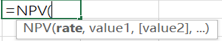 =NPV(
NPV(rate, value1, [value2], ...)